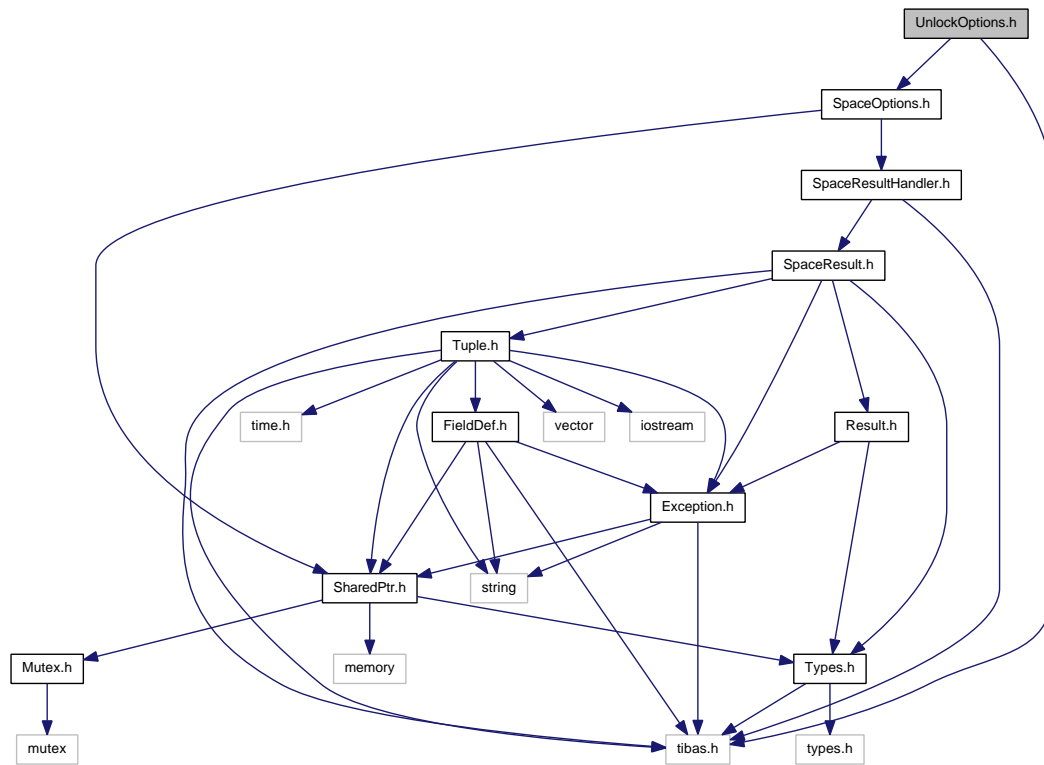 UnlockOptions.h
SpaceOptions.h
SpaceResultHandler.h
SpaceResult.h
Tuple.h
time.h
FieldDef.h
vector
iostream
Result.h
Exception.h
SharedPtr.h
string
Mutex.h
memory
Types.h
mutex
tibas.h
types.h